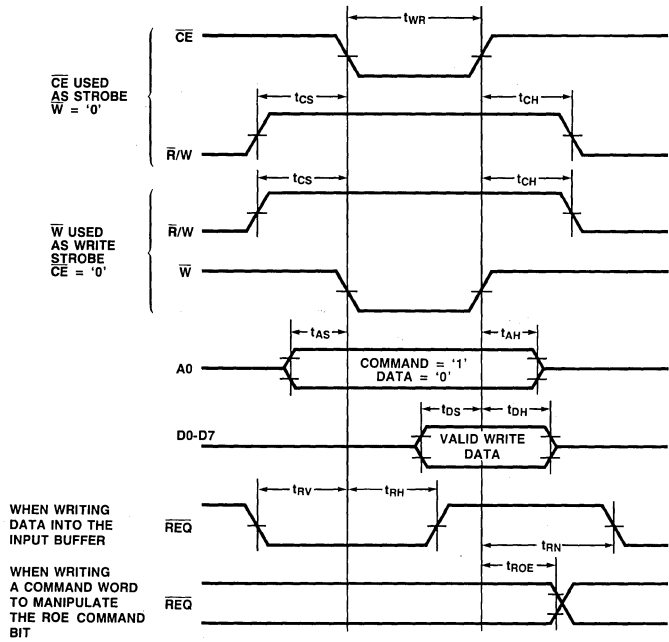 tWR
CE
CE USED
AS STROBE
W = '0'
tCS
tCH
R/W
tCS
tCH
W USED
AS WRITE
STROBE
CE = '0'
R/W
W
tAS
tAH
A0
COMMAND = '1'
DATA = '0'
tDS
tDH
D0-D7
VALID WRITE
DATA
tRV
tRH
WHEN WRITING
DATA INTO THE
INPUT BUFFER
REQ
tRN
tROE
WHEN WRITING
A COMMAND WORD
TO MANIPULATE
THE ROE COMMAND
BIT
REQ